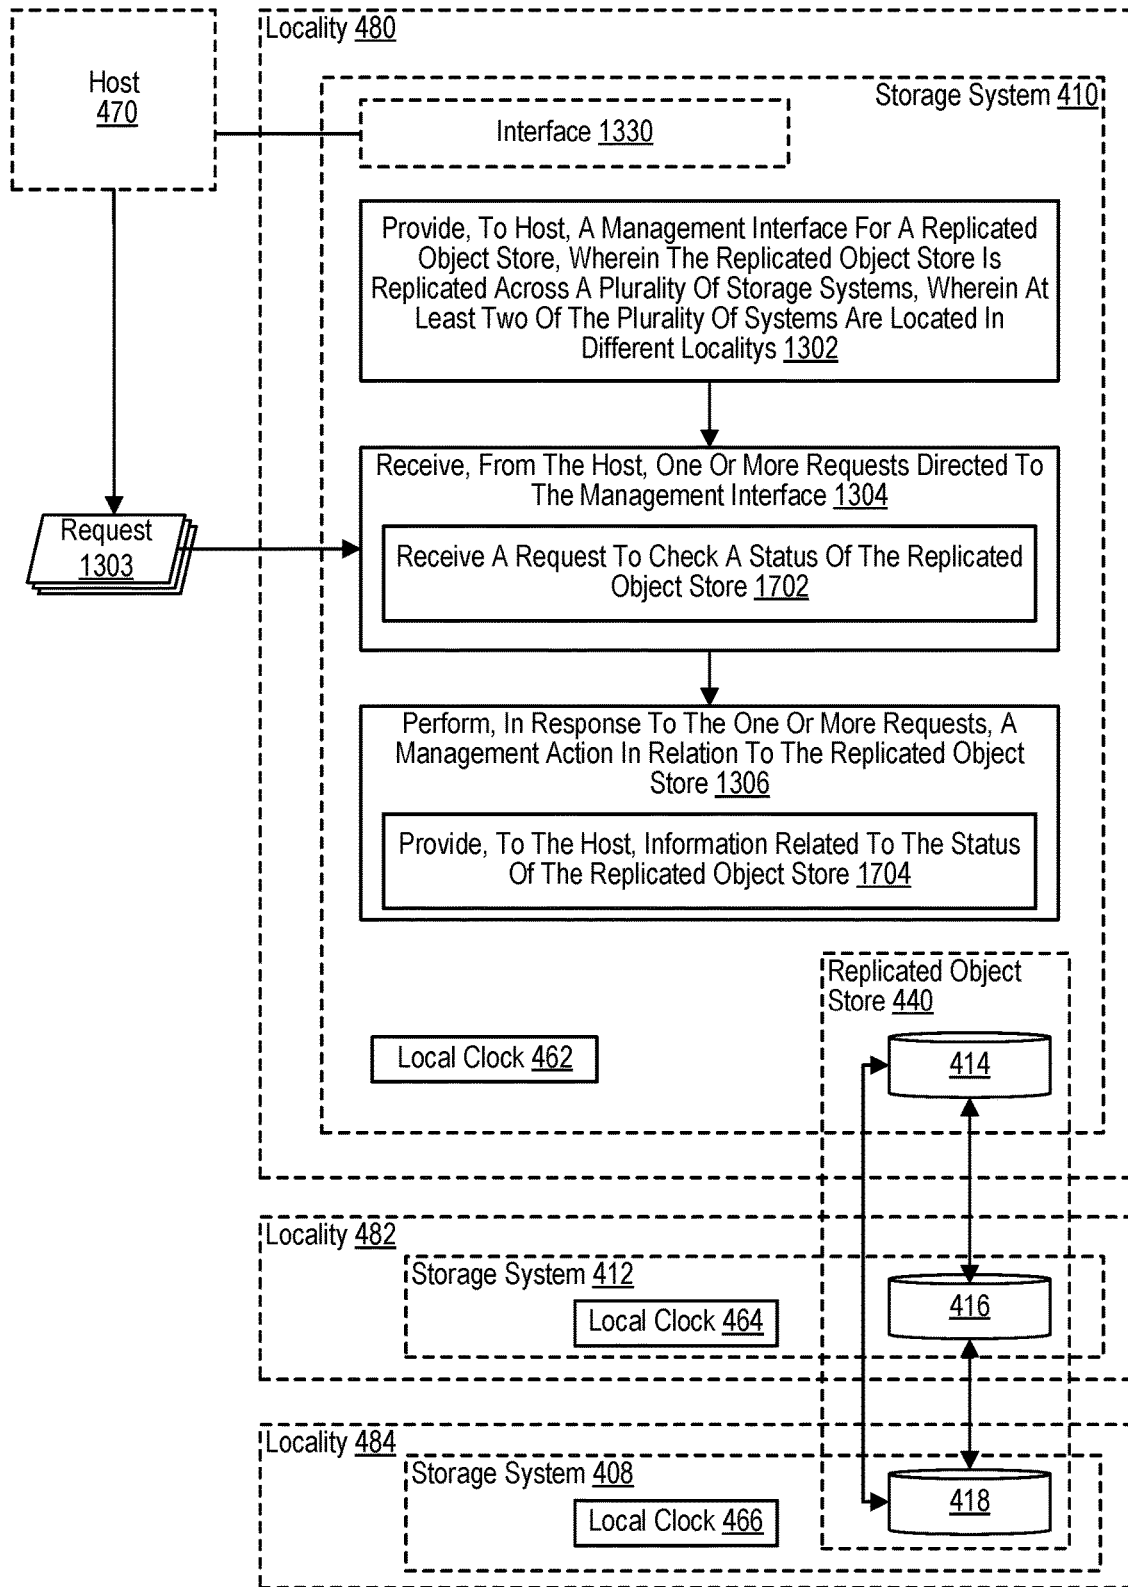 Locality 480
Host
470
Storage System 410
Interface 1330
Provide, To Host, A Management Interface For A Replicated
Object Store, Wherein The Replicated Object Store Is
Replicated Across A Plurality Of Storage Systems, Wherein At
Least Two Of The Plurality Of Systems Are Located In
Different Localitys 1302
Receive, From The Host, One Or More Requests Directed To
The Management Interface 1304
Request
1303
Receive A Request To Check A Status Of The Replicated
Object Store 1702
Perform, In Response To The One Or More Requests, A
Management Action In Relation To The Replicated Object
Store 1306
Provide, To The Host, Information Related To The Status
Of The Replicated Object Store 1704
Replicated Object
Store 440
Local Clock 462
414
Locality 482
Storage System 412
Local Clock 464
416
Locality 484
Storage System 408
Local Clock 466
418